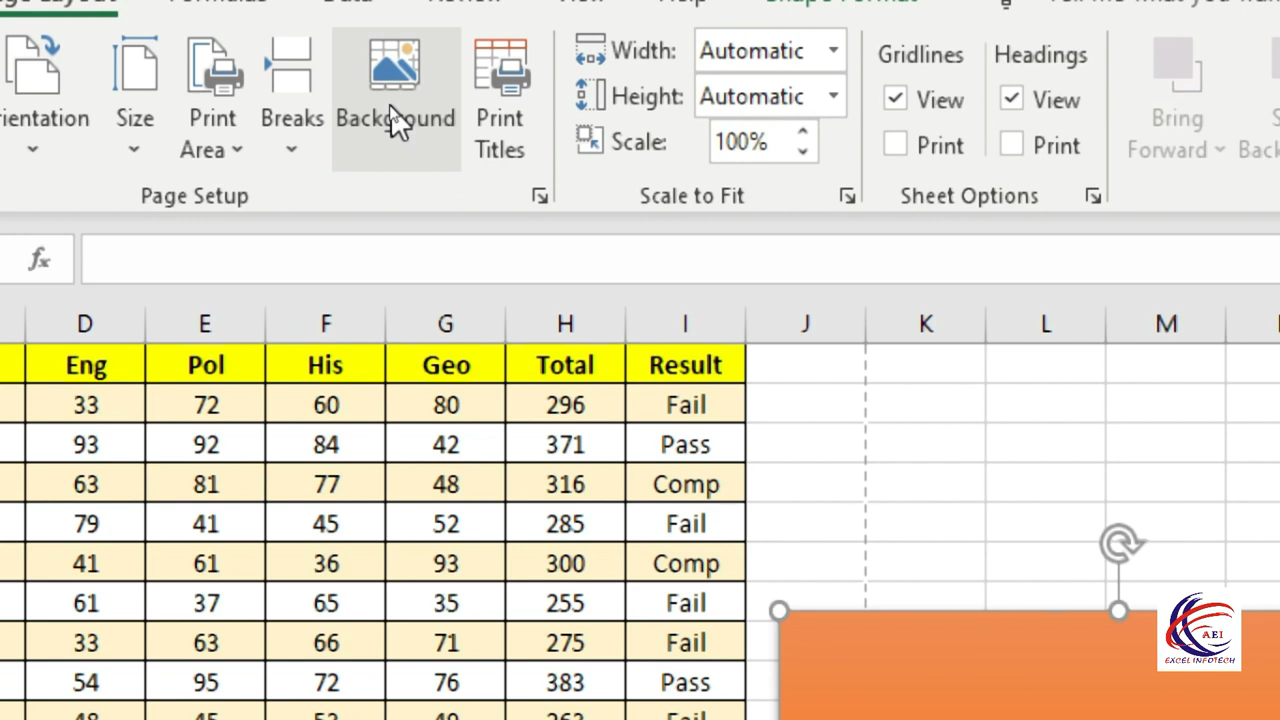 Width: Automatic
Height: Automatic
Scale: 100%
Gridlines Headings
View View
Print Print
Size Print Area Breaks Background Print Titles
Bring Forward
Page Setup Scale to Fit Sheet Options
fx
D E F G H I J K L M
Eng Pol His Geo Total Result
33 72 60 80 296 Fail
93 92 84 42 371 Pass
63 81 77 48 316 Comp
79 41 45 52 285 Fail
41 61 36 93 300 Comp
61 37 65 35 255 Fail
33 63 66 71 275 Fail
54 95 72 76 383 Pass
AEI
EXCEL INFOTECH